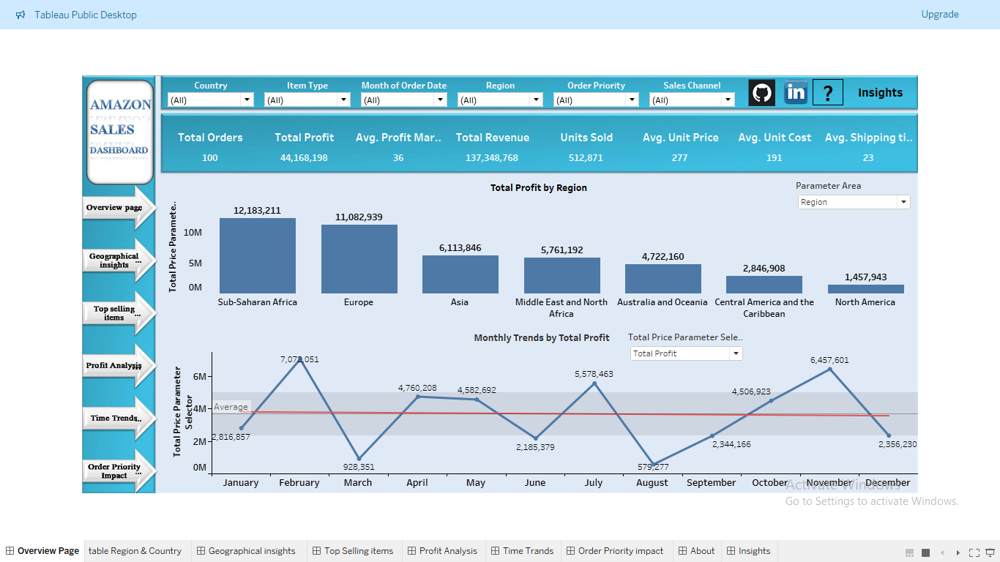 Tableau Public Desktop
Upgrade
AMAZON
SALES
DASHBOARD
Country
Item Type
Month of Order Date
Region
Order Priority
Sales Channel
(All)
(All)
(All)
(All)
(All)
(All)
in
?
Insights
Total Orders
Total Profit
Avg. Profit Mar..
Total Revenue
Units Sold
Avg. Unit Price
Avg. Unit Cost
Avg. Shipping ti..
100
44,168,198
36
137,348,768
512,871
277
191
23
Overview page
Geographical ...
insights
Top selling ...
items
Profit Analysis...
Time Trends..
Order Priority ...
Impact
Total Profit by Region
Parameter Area
Region
Total Price Paramete..
10M
5M
0M
12,183,211
11,082,939
6,113,846
5,761,192
4,722,160
2,846,908
1,457,943
Sub-Saharan Africa
Europe
Asia
Middle East and North
Africa
Australia and Oceania
Central America and the
Caribbean
North America
Monthly Trends by Total Profit
Total Price Parameter Sele..
Total Profit
Total Price Parameter
Selector
6M
4M
2M
0M
Average
2,816,857
928,351
4,760,208
4,582,692
2,185,379
5,578,463
579,277
2,344,166
4,506,923
6,457,601
2,356,230
January
February
March
April
May
June
July
August
September
October
November
December
Activate Windows
Go to Settings to activate Windows.
Overview Page
table Region & Country
Geographical insights
Top Selling items
Profit Analysis
Time Trands
Order Priority impact
About
Insights